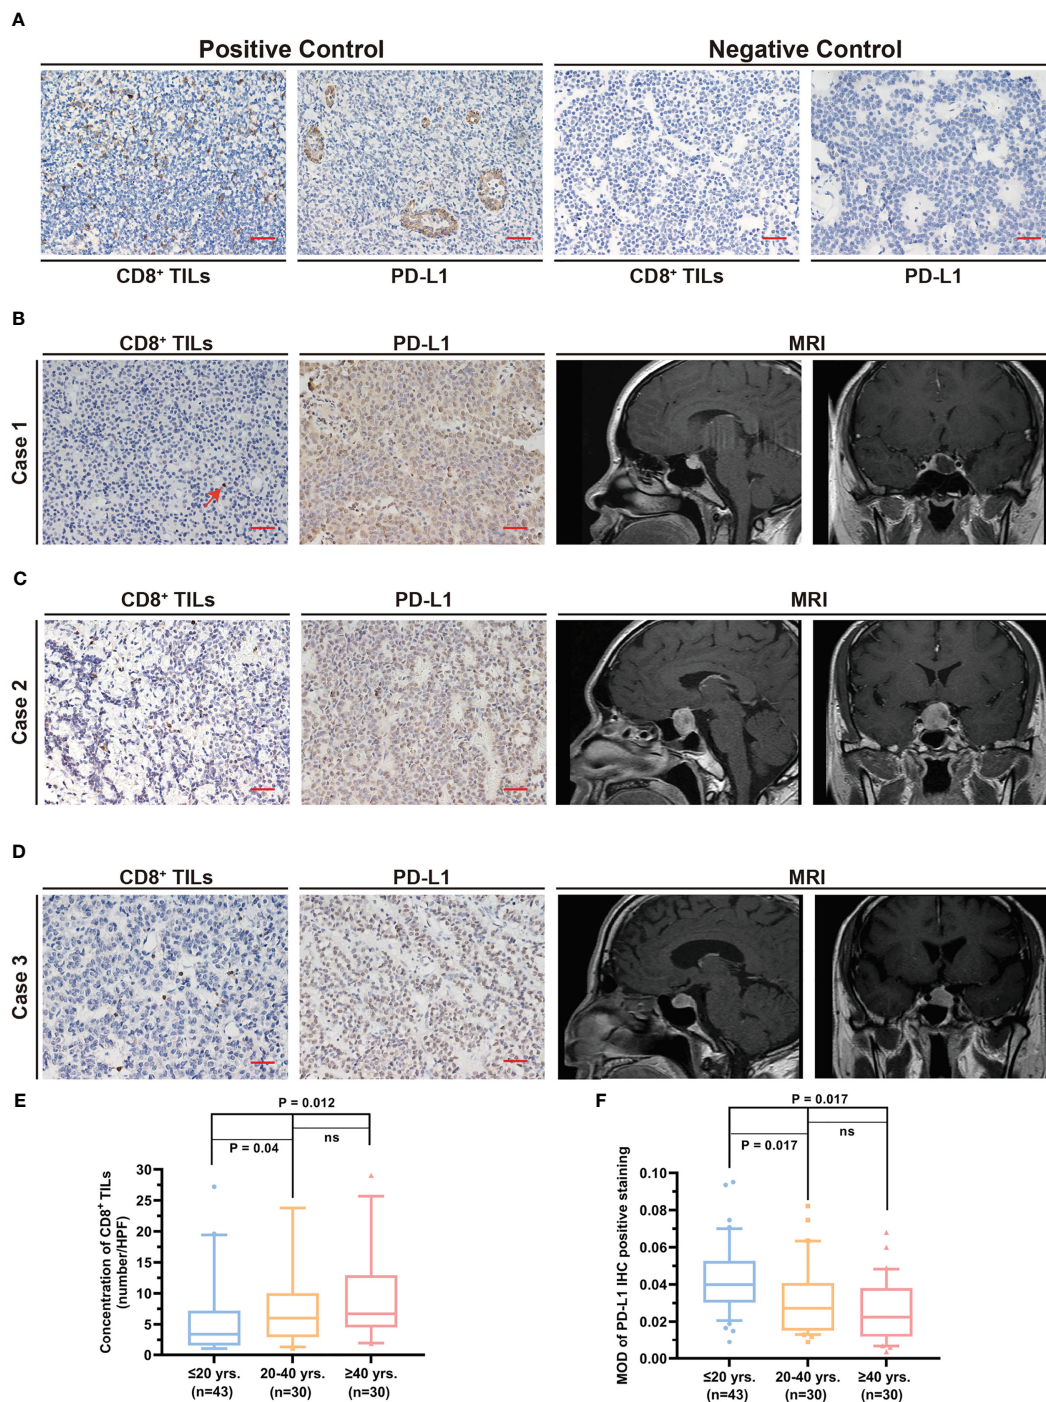 A
Positive Control
Negative Control
CD8⁺ TILs
PD-L1
CD8⁺ TILs
PD-L1
B
CD8⁺ TILs
PD-L1
MRI
Case 1
C
CD8⁺ TILs
PD-L1
MRI
Case 2
D
CD8⁺ TILs
PD-L1
MRI
Case 3
E
P = 0.012
P = 0.04
ns
Concentration of CD8⁺ TILs
(number/HPF)
30
25
20
15
10
5
0
≤20 yrs.
(n=43)
20-40 yrs.
(n=30)
≥40 yrs.
(n=30)
F
P = 0.017
P = 0.017
ns
MOD of PD-L1 IHC positive staining
0.10
0.08
0.06
0.04
0.02
0.00
≤20 yrs.
(n=43)
20-40 yrs.
(n=30)
≥40 yrs.
(n=30)